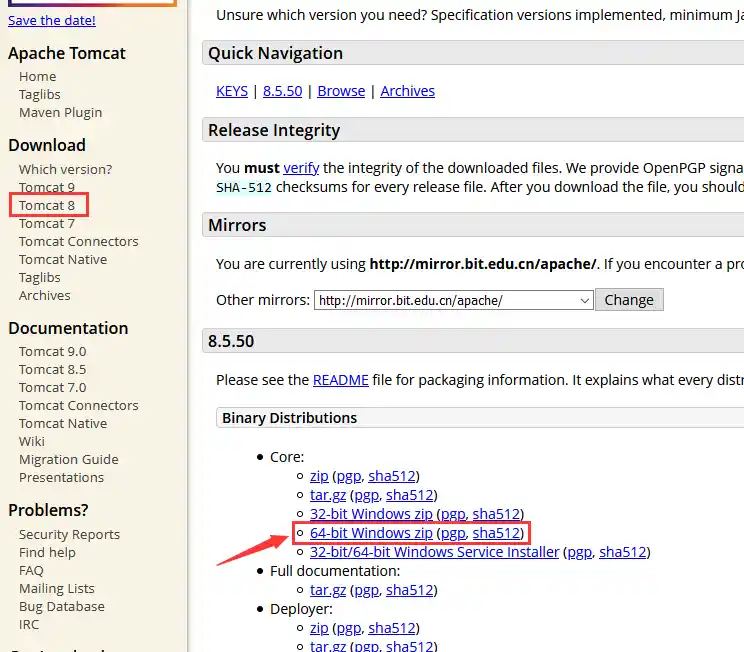 Save the date!
Apache Tomcat
Home
Taglibs
Maven Plugin
Download
Which version?
Tomcat 9
Tomcat 8
Tomcat 7
Tomcat Connectors
Tomcat Native
Taglibs
Archives
Documentation
Tomcat 9.0
Tomcat 8.5
Tomcat 7.0
Tomcat Connectors
Tomcat Native
Wiki
Migration Guide
Presentations
Problems?
Security Reports
Find help
FAQ
Mailing Lists
Bug Database
IRC
Unsure which version you need? Specification versions implemented, minimum
Quick Navigation
KEYS | 8.5.50 | Browse | Archives
Release Integrity
You must verify the integrity of the downloaded files. We provide OpenPGP
SHA-512 checksums for every release file. After you download the file, you should
Mirrors
You are currently using http://mirror.bit.edu.cn/apache/. If you encounter a
Other mirrors: http://mirror.bit.edu.cn/apache/ Change
8.5.50
Please see the README file for packaging information. It explains what every
Binary Distributions
Core:
zip (pgp, sha512)
tar.gz (pgp, sha512)
32-bit Windows zip (pgp, sha512)
64-bit Windows zip (pgp, sha512)
32-bit/64-bit Windows Service Installer (pgp, sha512)
Full documentation:
tar.gz (pgp, sha512)
Deployer:
zip (pgp, sha512)
tar.gz (pgp, sha512)